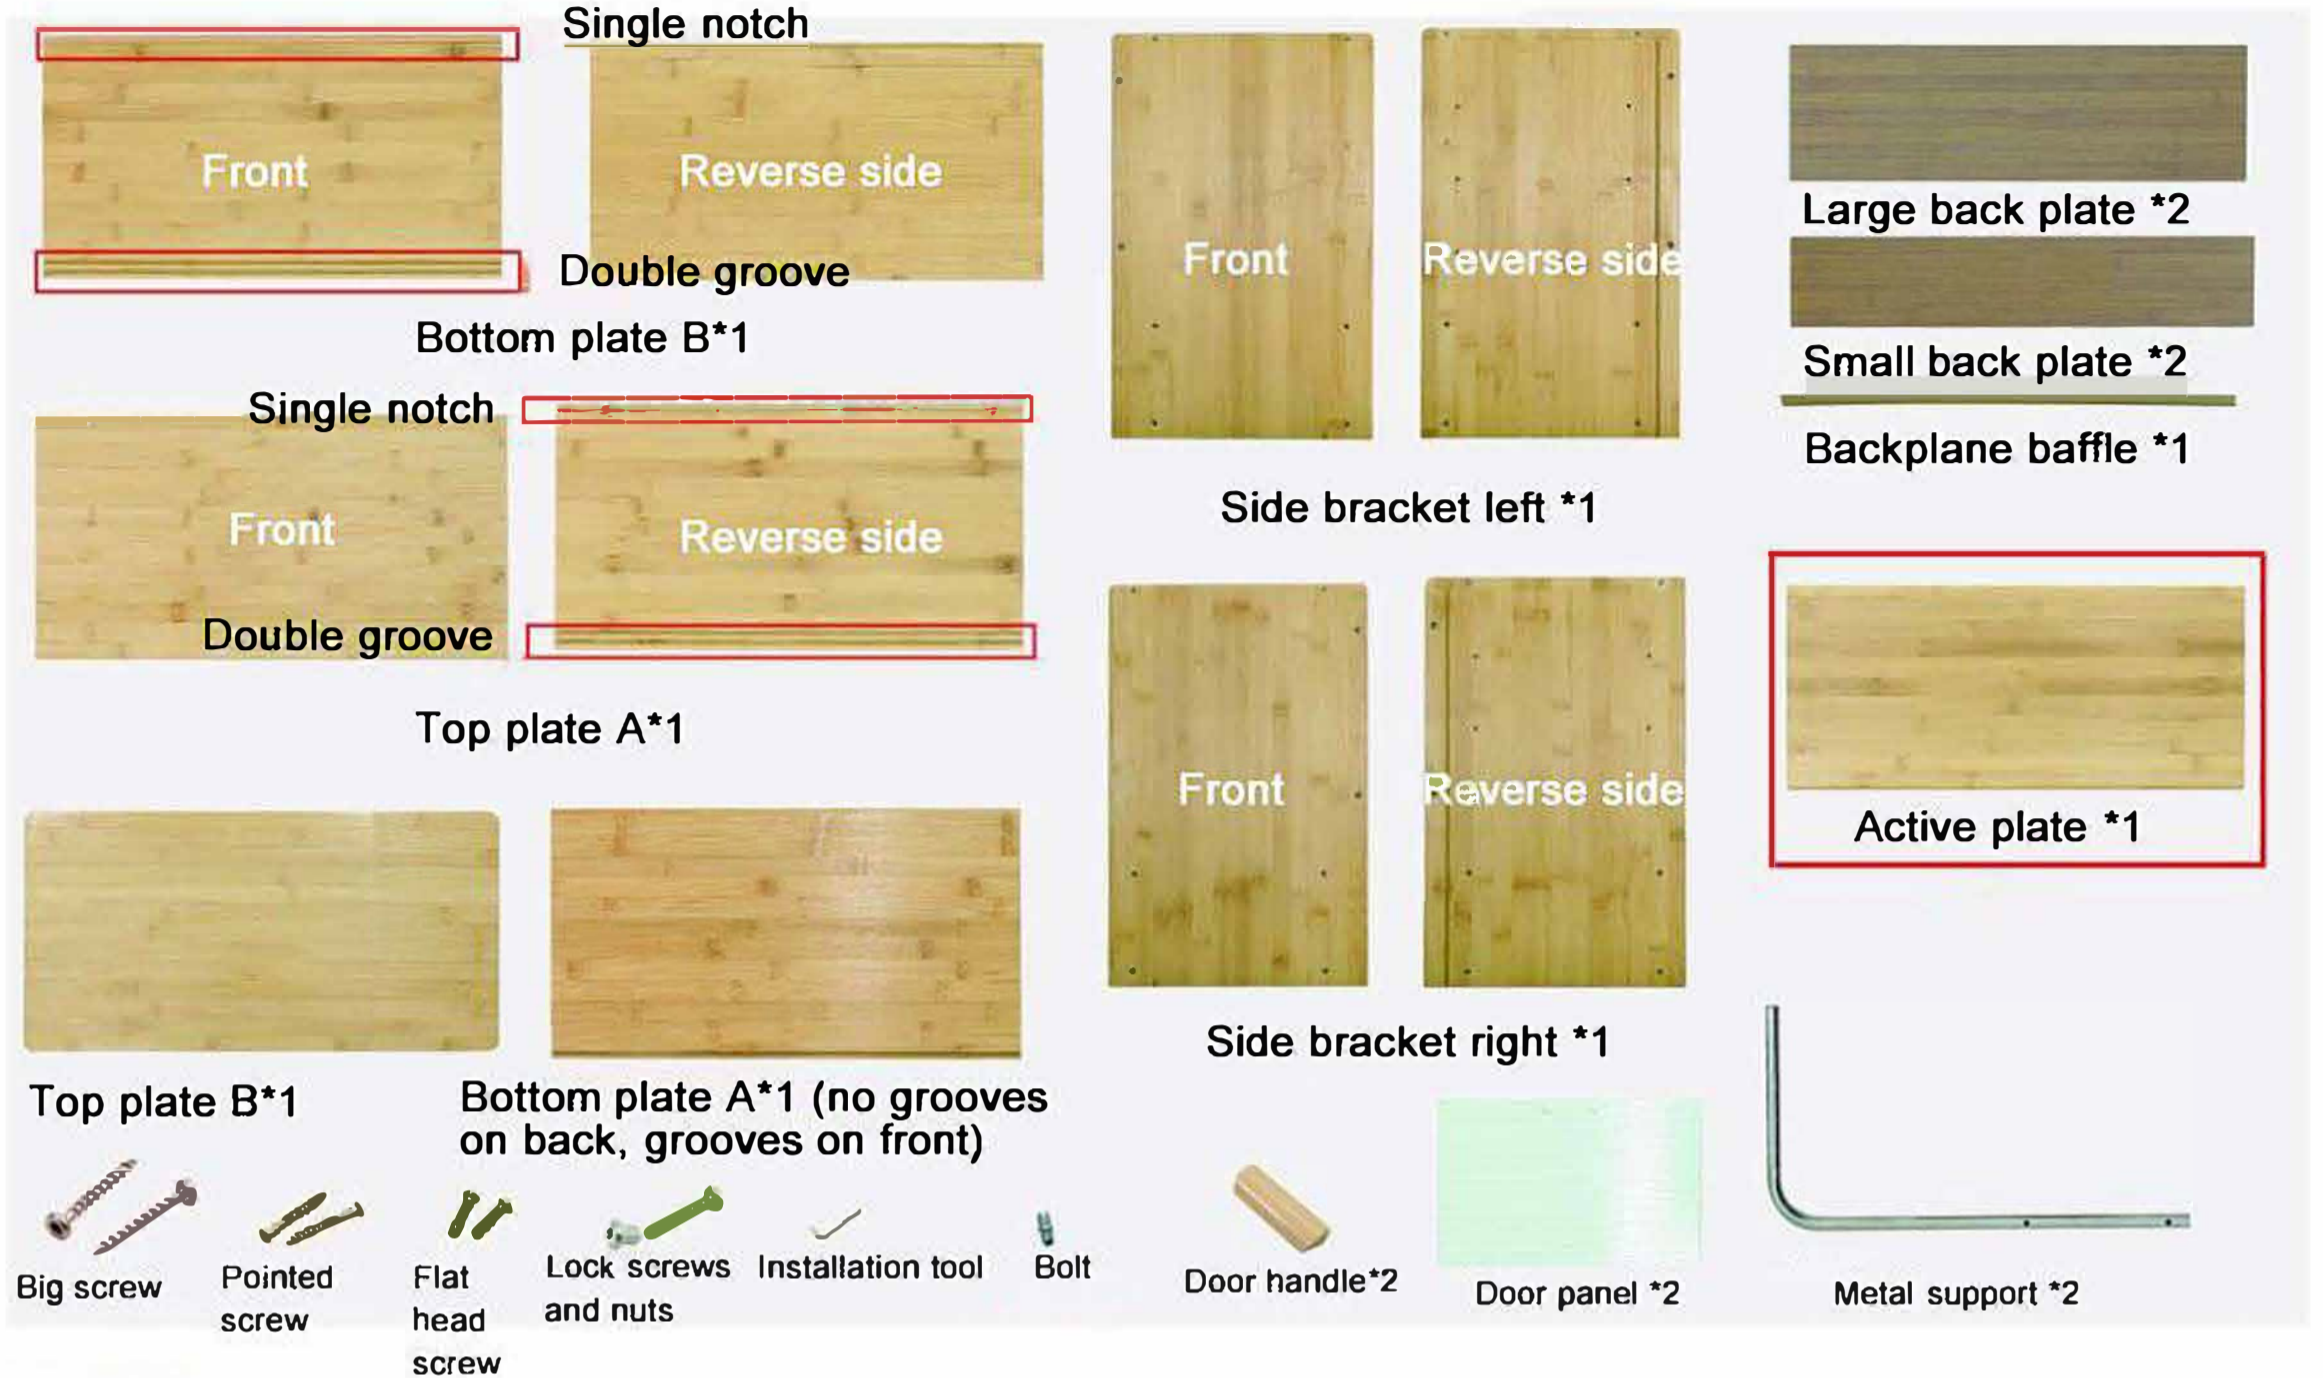 Single notch
Front
Reverse side
Double groove
Bottom plate B*1
Single notch
Front
Reverse side
Double groove
Top plate A*1
Top plate B*1
Bottom plate A*1 (no grooves
on back, grooves on front)
Front
Reverse side
Side bracket left *1
Front
Reverse side
Side bracket right *1
Large back plate *2
Small back plate *2
Backplane baffle *1
Active plate *1
Big screw
Pointed
screw
Flat
head
screw
Lock screws
and nuts
Installation tool
Bolt
Door handle*2
Door panel *2
Metal support *2